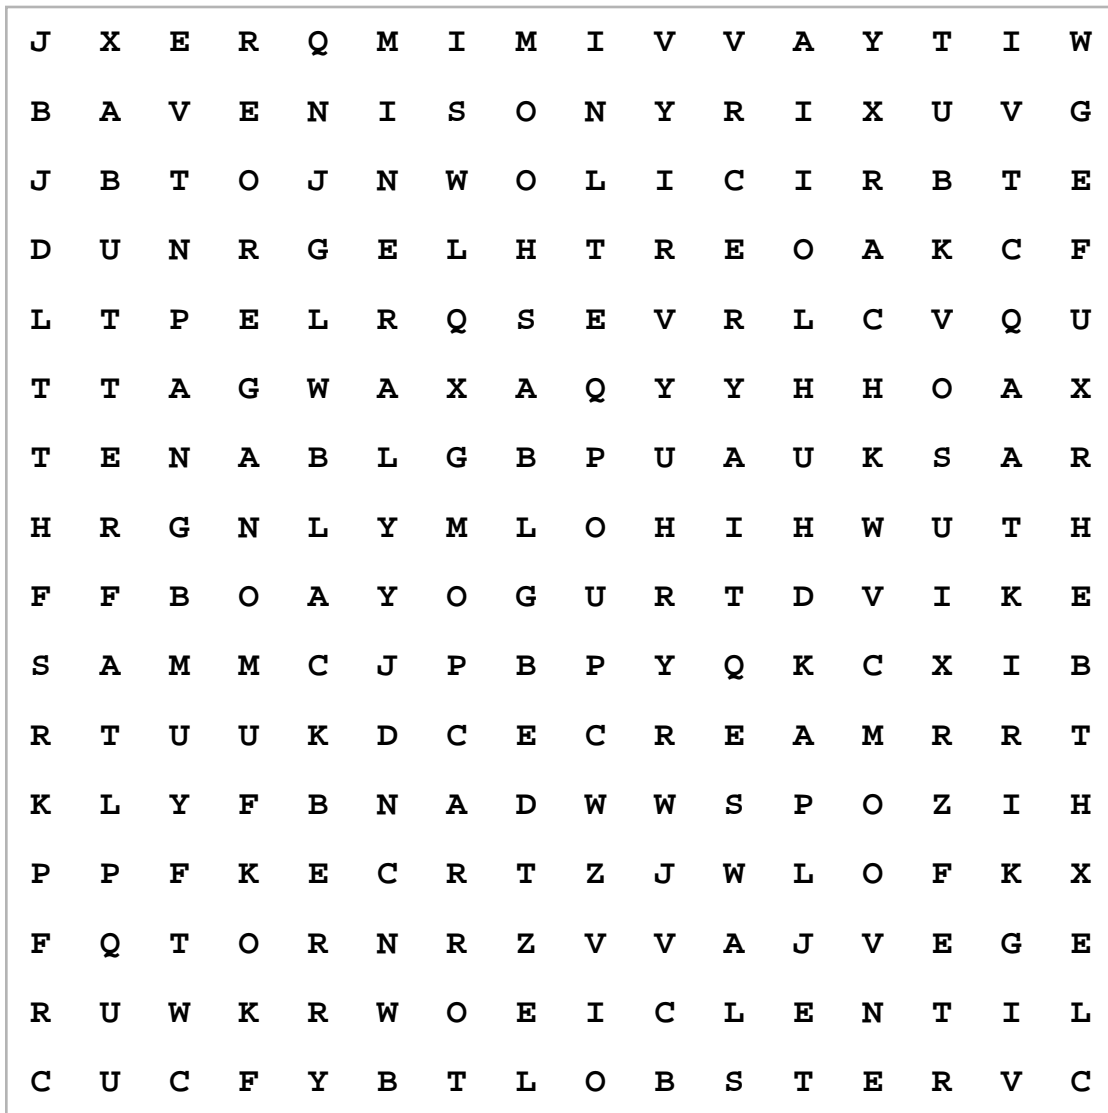 J X E R Q M I M I V V A Y T I W
B A V E N I S O N Y R I X U V G
J B T O J N W O L I C I R B T E
D U N R G E L H T R E O A K C F
L T P E L R Q S E V R L C V Q U
T T A G W A X A Q Y Y H H O A X
T E N A B L G B P U A U K S A R
H R G N L Y M L O H I H W U T H
F F B O A Y O G U R T D V I K E
S A M M C J P B P Y Q K C X I B
R T U U K D C E C R E A M R R T
K L Y F B N A D W W S P O Z I H
P P F K E C R T Z J W L O F K X
F Q T O R N R Z V V A J V E G E
R U W K R W O E I C L E N T I L
C U C F Y B T L O B S T E R V C